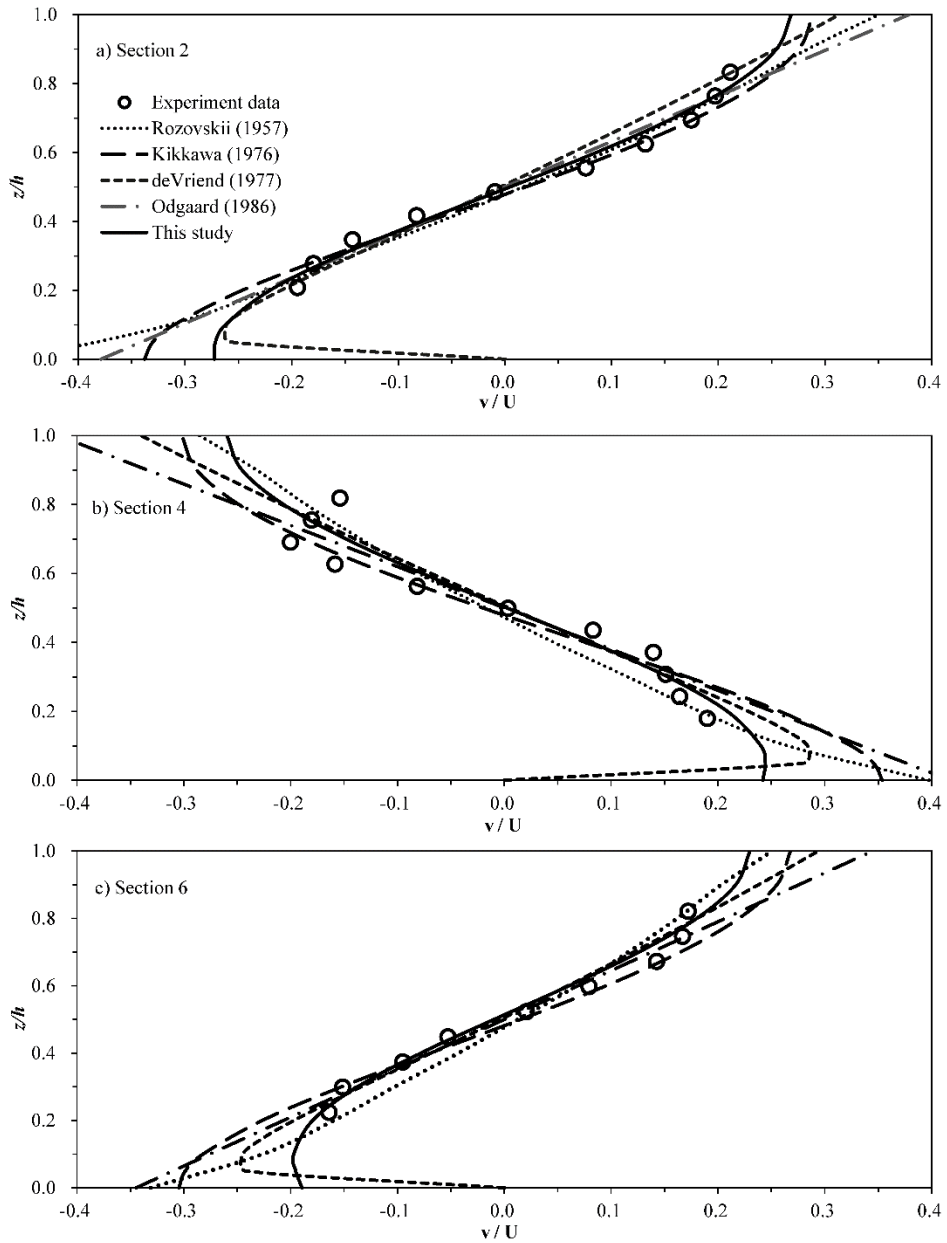 1.0
a) Section 2
0.8
Experiment data
Rozovskii (1957)
0.6
Kikkawa (1976)
z/h
deVriend (1977)
0.4
Odgaard (1986)
This study
0.2
0.0
-0.4 -0.3 -0.2 -0.1 0.0 0.1 0.2 0.3 0.4
v / U
1.0
0.8
b) Section 4
0.6
z/h
0.4
0.2
0.0
-0.4 -0.3 -0.2 -0.1 0.0 0.1 0.2 0.3 0.4
v / U
1.0
c) Section 6
0.8
0.6
z/h
0.4
0.2
0.0
-0.4 -0.3 -0.2 -0.1 0.0 0.1 0.2 0.3 0.4
v / U